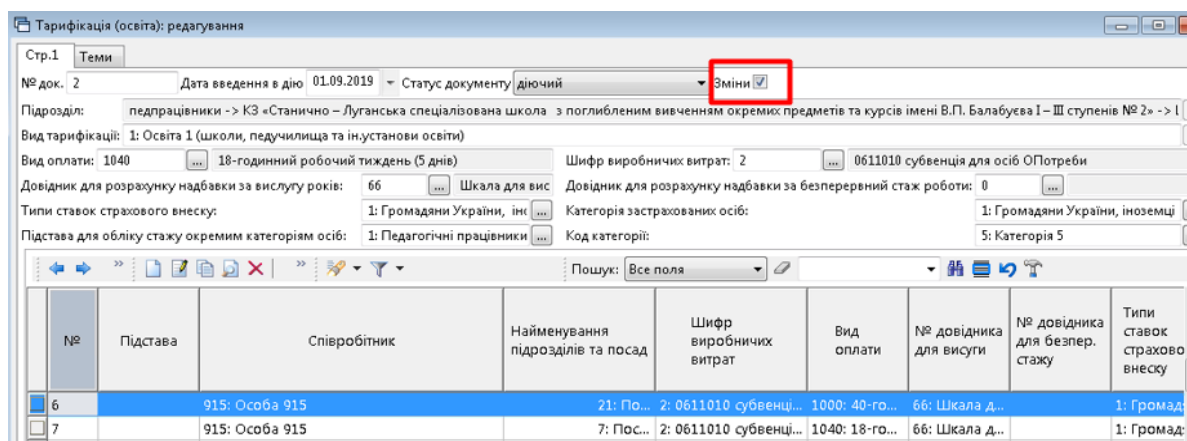 Тарифікація (освіта): редагування
Стр.1 Теми
№ док. 2 Дата введення в дію 01.09.2019 Статус документу діючий Зміни
Підрозділ: педпрацівники -> КЗ «Станично – Луганська спеціалізована школа з поглибленим вивченням окремих предметів та курсів імені В.П. Балабуєва І – ІІІ ступенів № 2» -> І
Вид тарифікації: 1: Освіта 1 (школи, педучилища та ін.установи освіти)
Вид оплати: 1040 ... 18-годинний робочий тиждень (5 днів) Шифр виробничих витрат: 2 ... 0611010 субвенція для осіб ОПотреби
Довідник для розрахунку надбавки за вислугу років: 66 ... Шкала для вис Довідник для розрахунку надбавки за безперервний стаж роботи: 0 ...
Типи ставок страхового внеску: 1: Громадяни України, інс ... Категорія застрахованих осіб: 1: Громадяни України, іноземці
Підстава для обліку стажу окремим категоріям осіб: 1: Педагогічні працівники ... Код категорії: 5: Категорія 5
Пошук: Все поля
№ Підстава Співробітник Найменування підрозділів та посад Шифр виробничих витрат Вид оплати № довідника для висуги № довідника для безпер. стажу Типи ставок страхово внеску
6 915: Особа 915 21: По... 2: 0611010 субвенці... 1000: 40-го... 66: Шкала д... 1: Громад
7 915: Особа 915 7: Пос... 2: 0611010 субвенці... 1040: 18-го... 66: Шкала д... 1: Громад